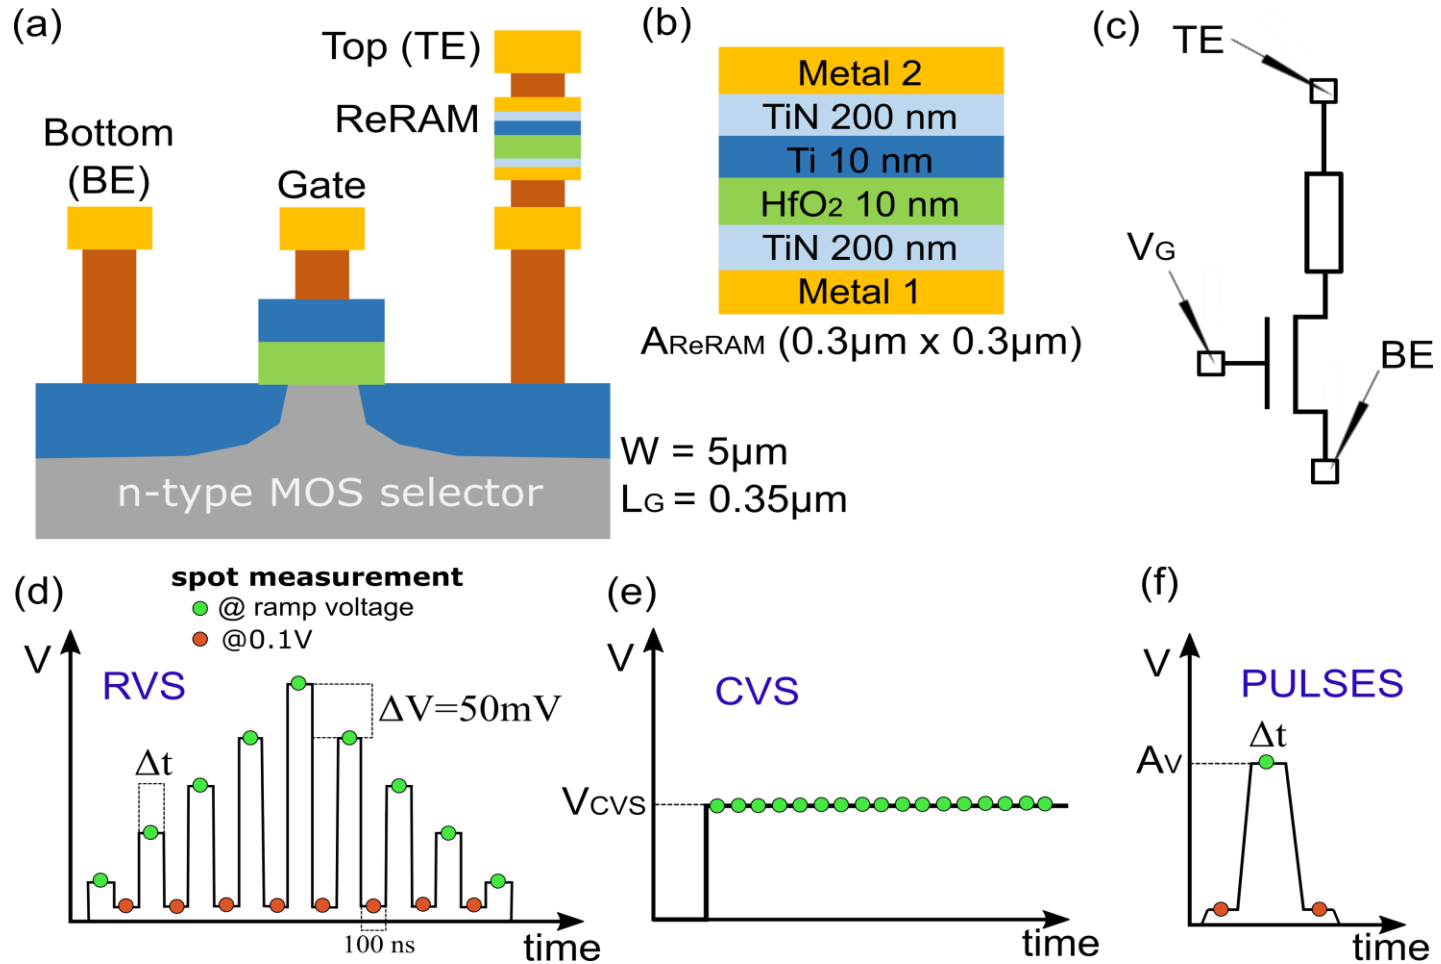 (a)
Top (TE)
ReRAM
Bottom
(BE)
Gate
n-type MOS selector
W = 5µm
LG = 0.35µm
(b)
Metal 2
TiN 200 nm
Ti 10 nm
HfO2 10 nm
TiN 200 nm
Metal 1
AReRAM (0.3µm x 0.3µm)
(c)
TE
VG
BE
(d)
spot measurement
@ ramp voltage
@0.1V
V
RVS
ΔV=50mV
Δt
100 ns
time
(e)
V
CVS
VCVS
time
(f)
V
PULSES
Δt
AV
time